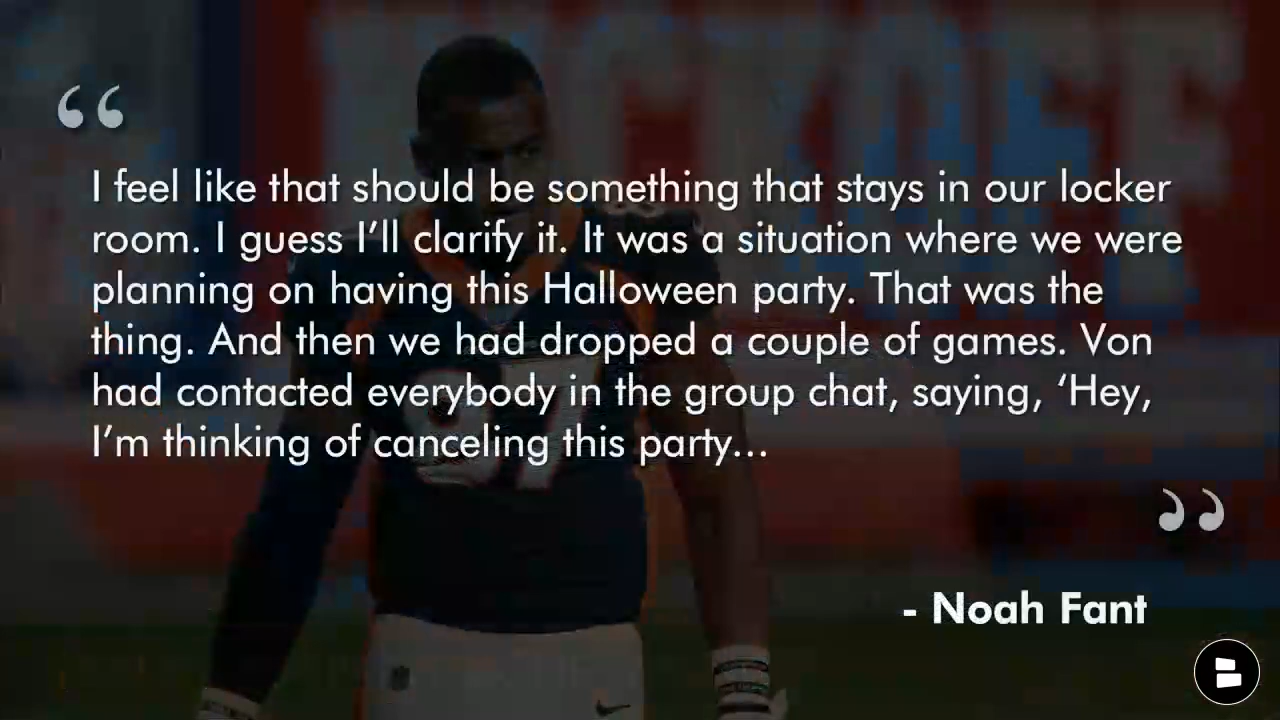 “
I feel like that should be something that stays in our locker
room. I guess I’ll clarify it. It was a situation where we were
planning on having this Halloween party. That was the
thing. And then we had dropped a couple of games. Von
had contacted everybody in the group chat, saying, ‘Hey,
I’m thinking of canceling this party...
”
- Noah Fant
87